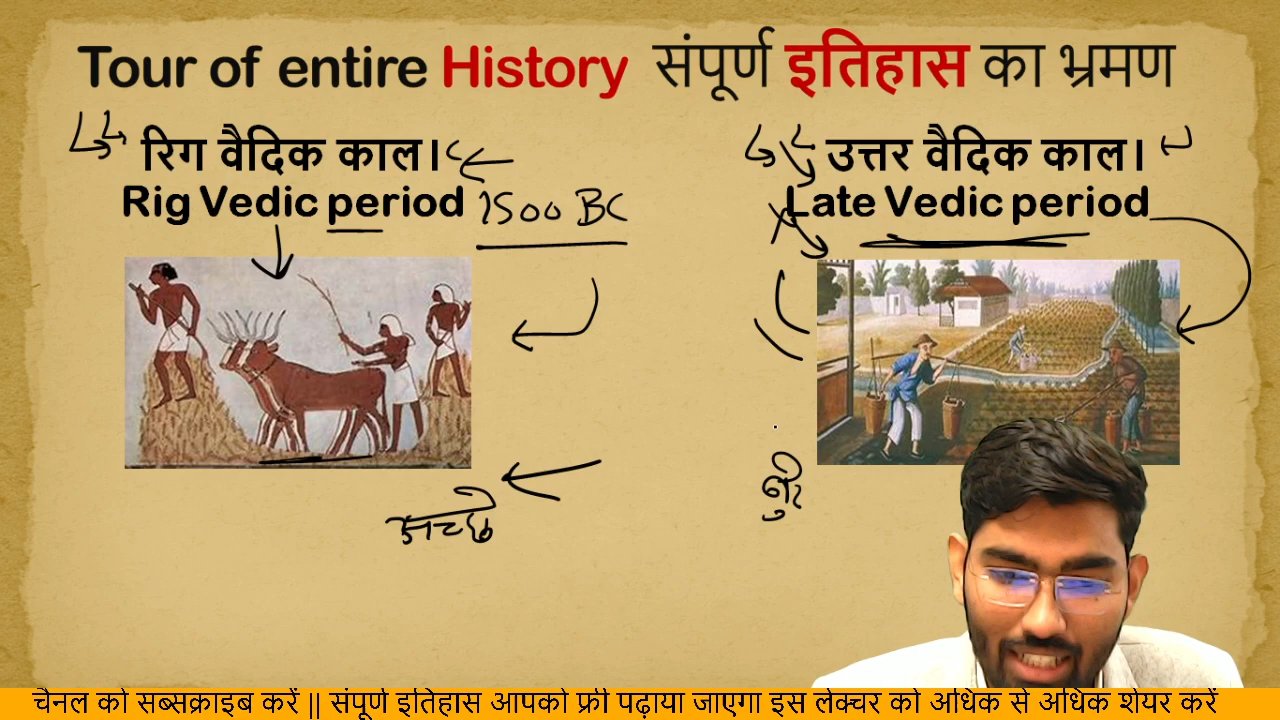 Tour of entire History संपूर्ण इतिहास का भ्रमण
रिग वैदिक काल।
Rig Vedic period
1500 BC
उत्तर वैदिक काल।
Late Vedic period
चैनल को सब्सक्राइब करें || संपूर्ण इतिहास आपको फ्री पढ़ाया जाएगा इस लेक्चर को अधिक से अधिक शेयर करें